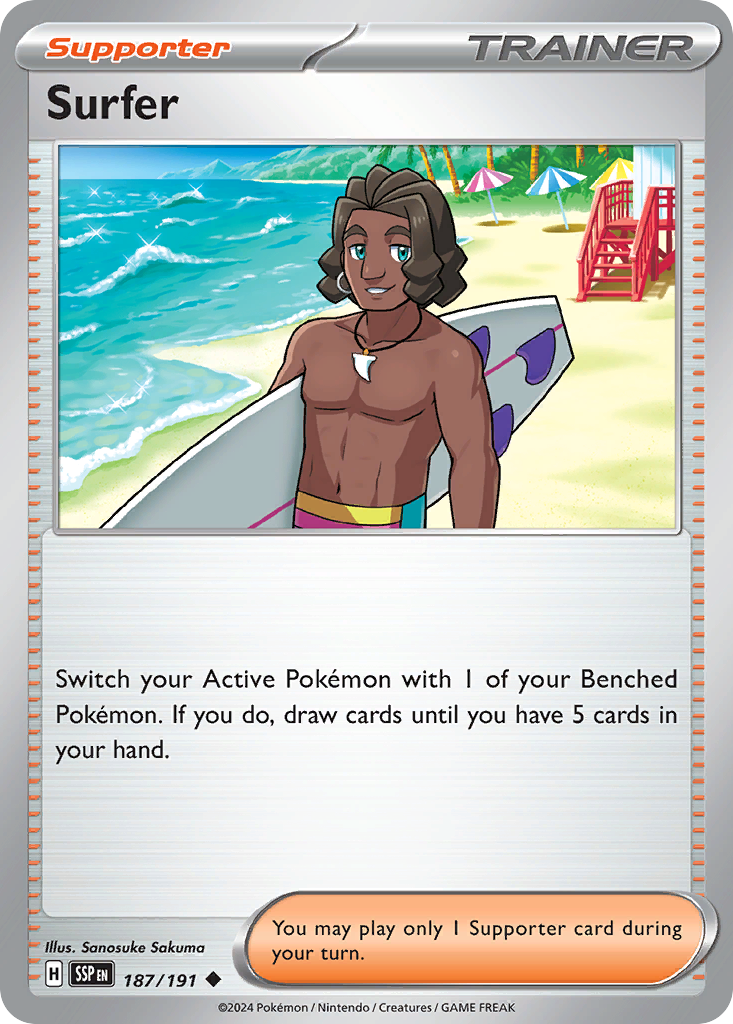 Supporter
TRAINER
Surfer
Switch your Active Pokémon with 1 of your Benched
Pokémon. If you do, draw cards until you have 5 cards in
your hand.
You may play only 1 Supporter card during
your turn.
Illus. Sanosuke Sakuma
H SSP EN 187/191
©2024 Pokémon / Nintendo / Creatures / GAME FREAK